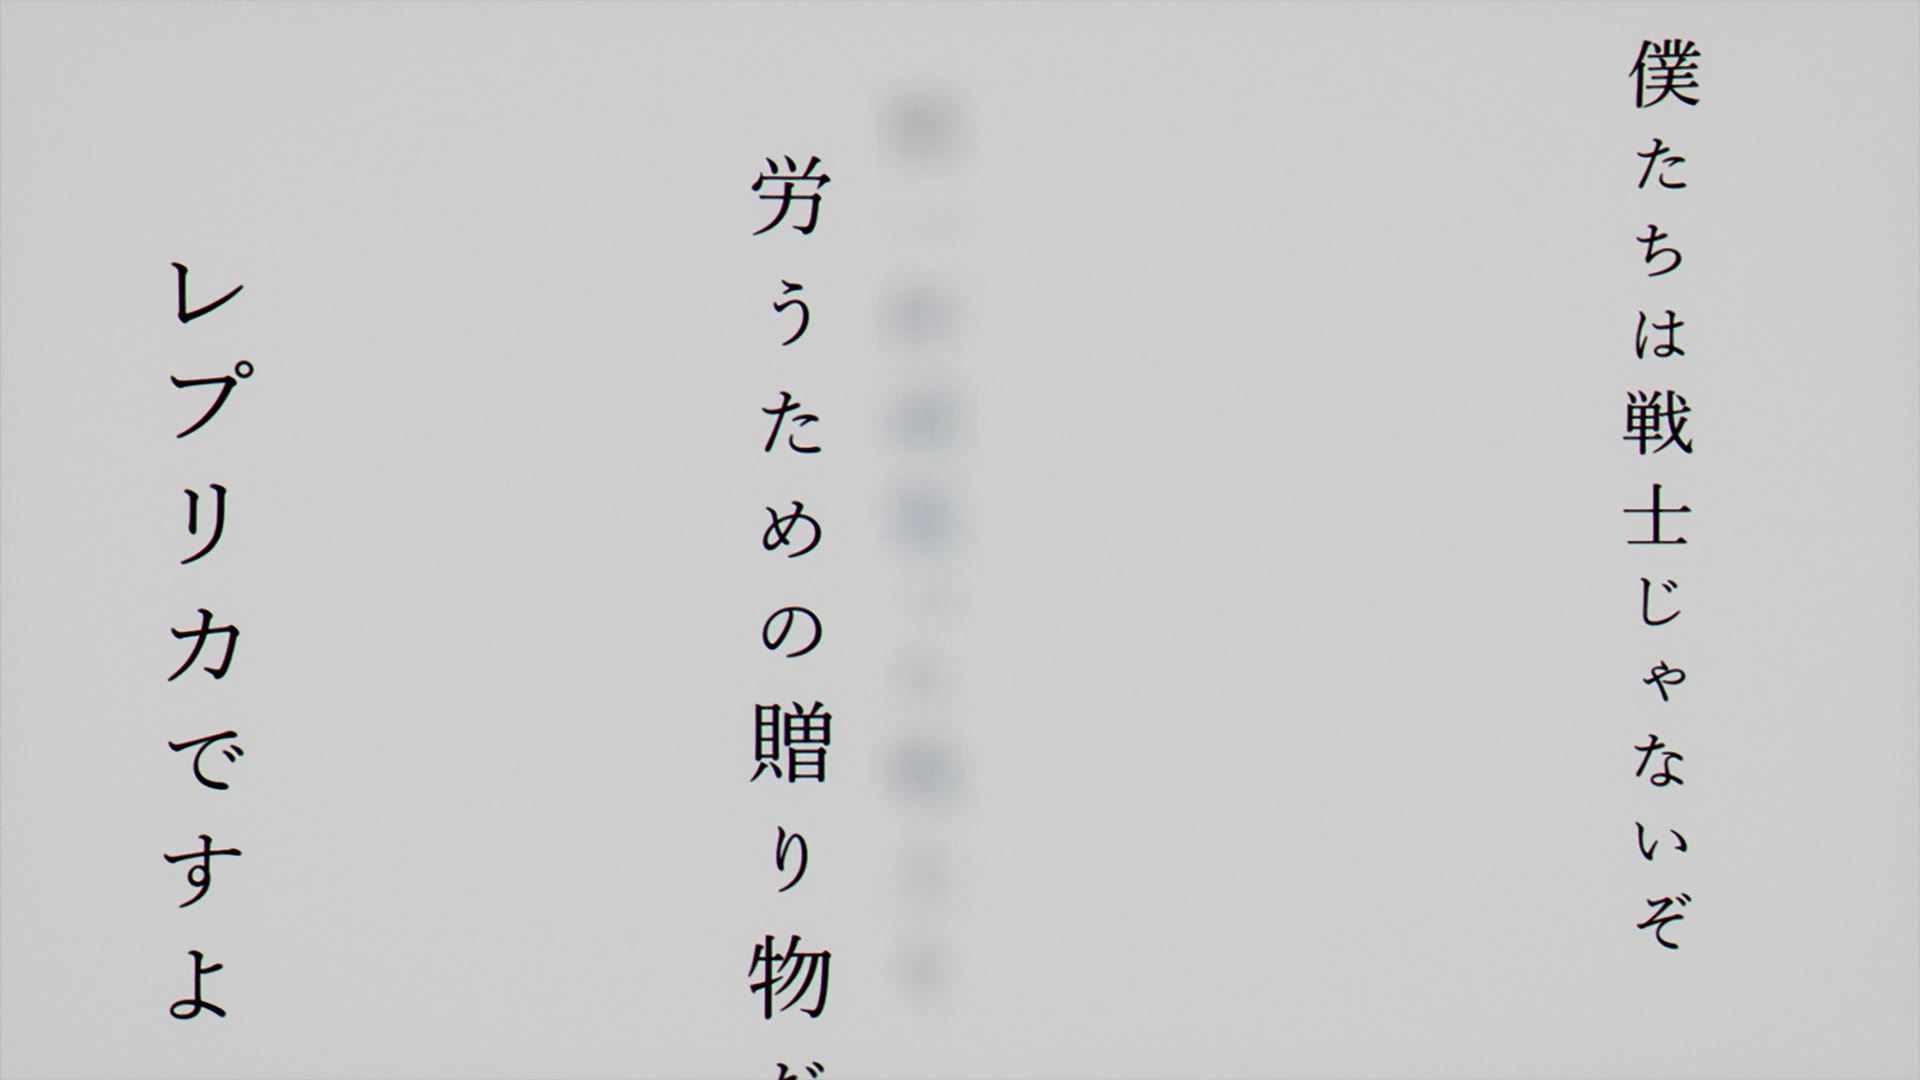 僕たちは戦士じゃないぞ
労うための贈り物だ
レプリカですよ